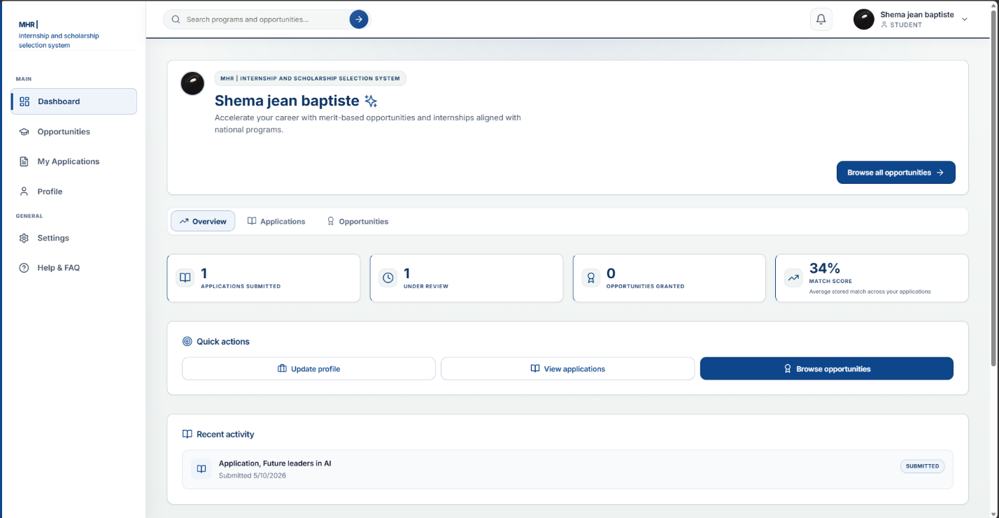 MHR |
internship and scholarship
selection system
MAIN
Dashboard
Opportunities
My Applications
Profile
GENERAL
Settings
Help & FAQ
Search programs and opportunities...
Shema jean baptiste
STUDENT
MHR | INTERNSHIP AND SCHOLARSHIP SELECTION SYSTEM
Shema jean baptiste
Accelerate your career with merit-based opportunities and internships aligned with
national programs.
Browse all opportunities
Overview
Applications
Opportunities
1
APPLICATIONS SUBMITTED
1
UNDER REVIEW
0
OPPORTUNITIES GRANTED
34%
MATCH SCORE
Average stored match across your applications
Quick actions
Update profile
View applications
Browse opportunities
Recent activity
Application, Future leaders in AI
Submitted 5/10/2026
SUBMITTED